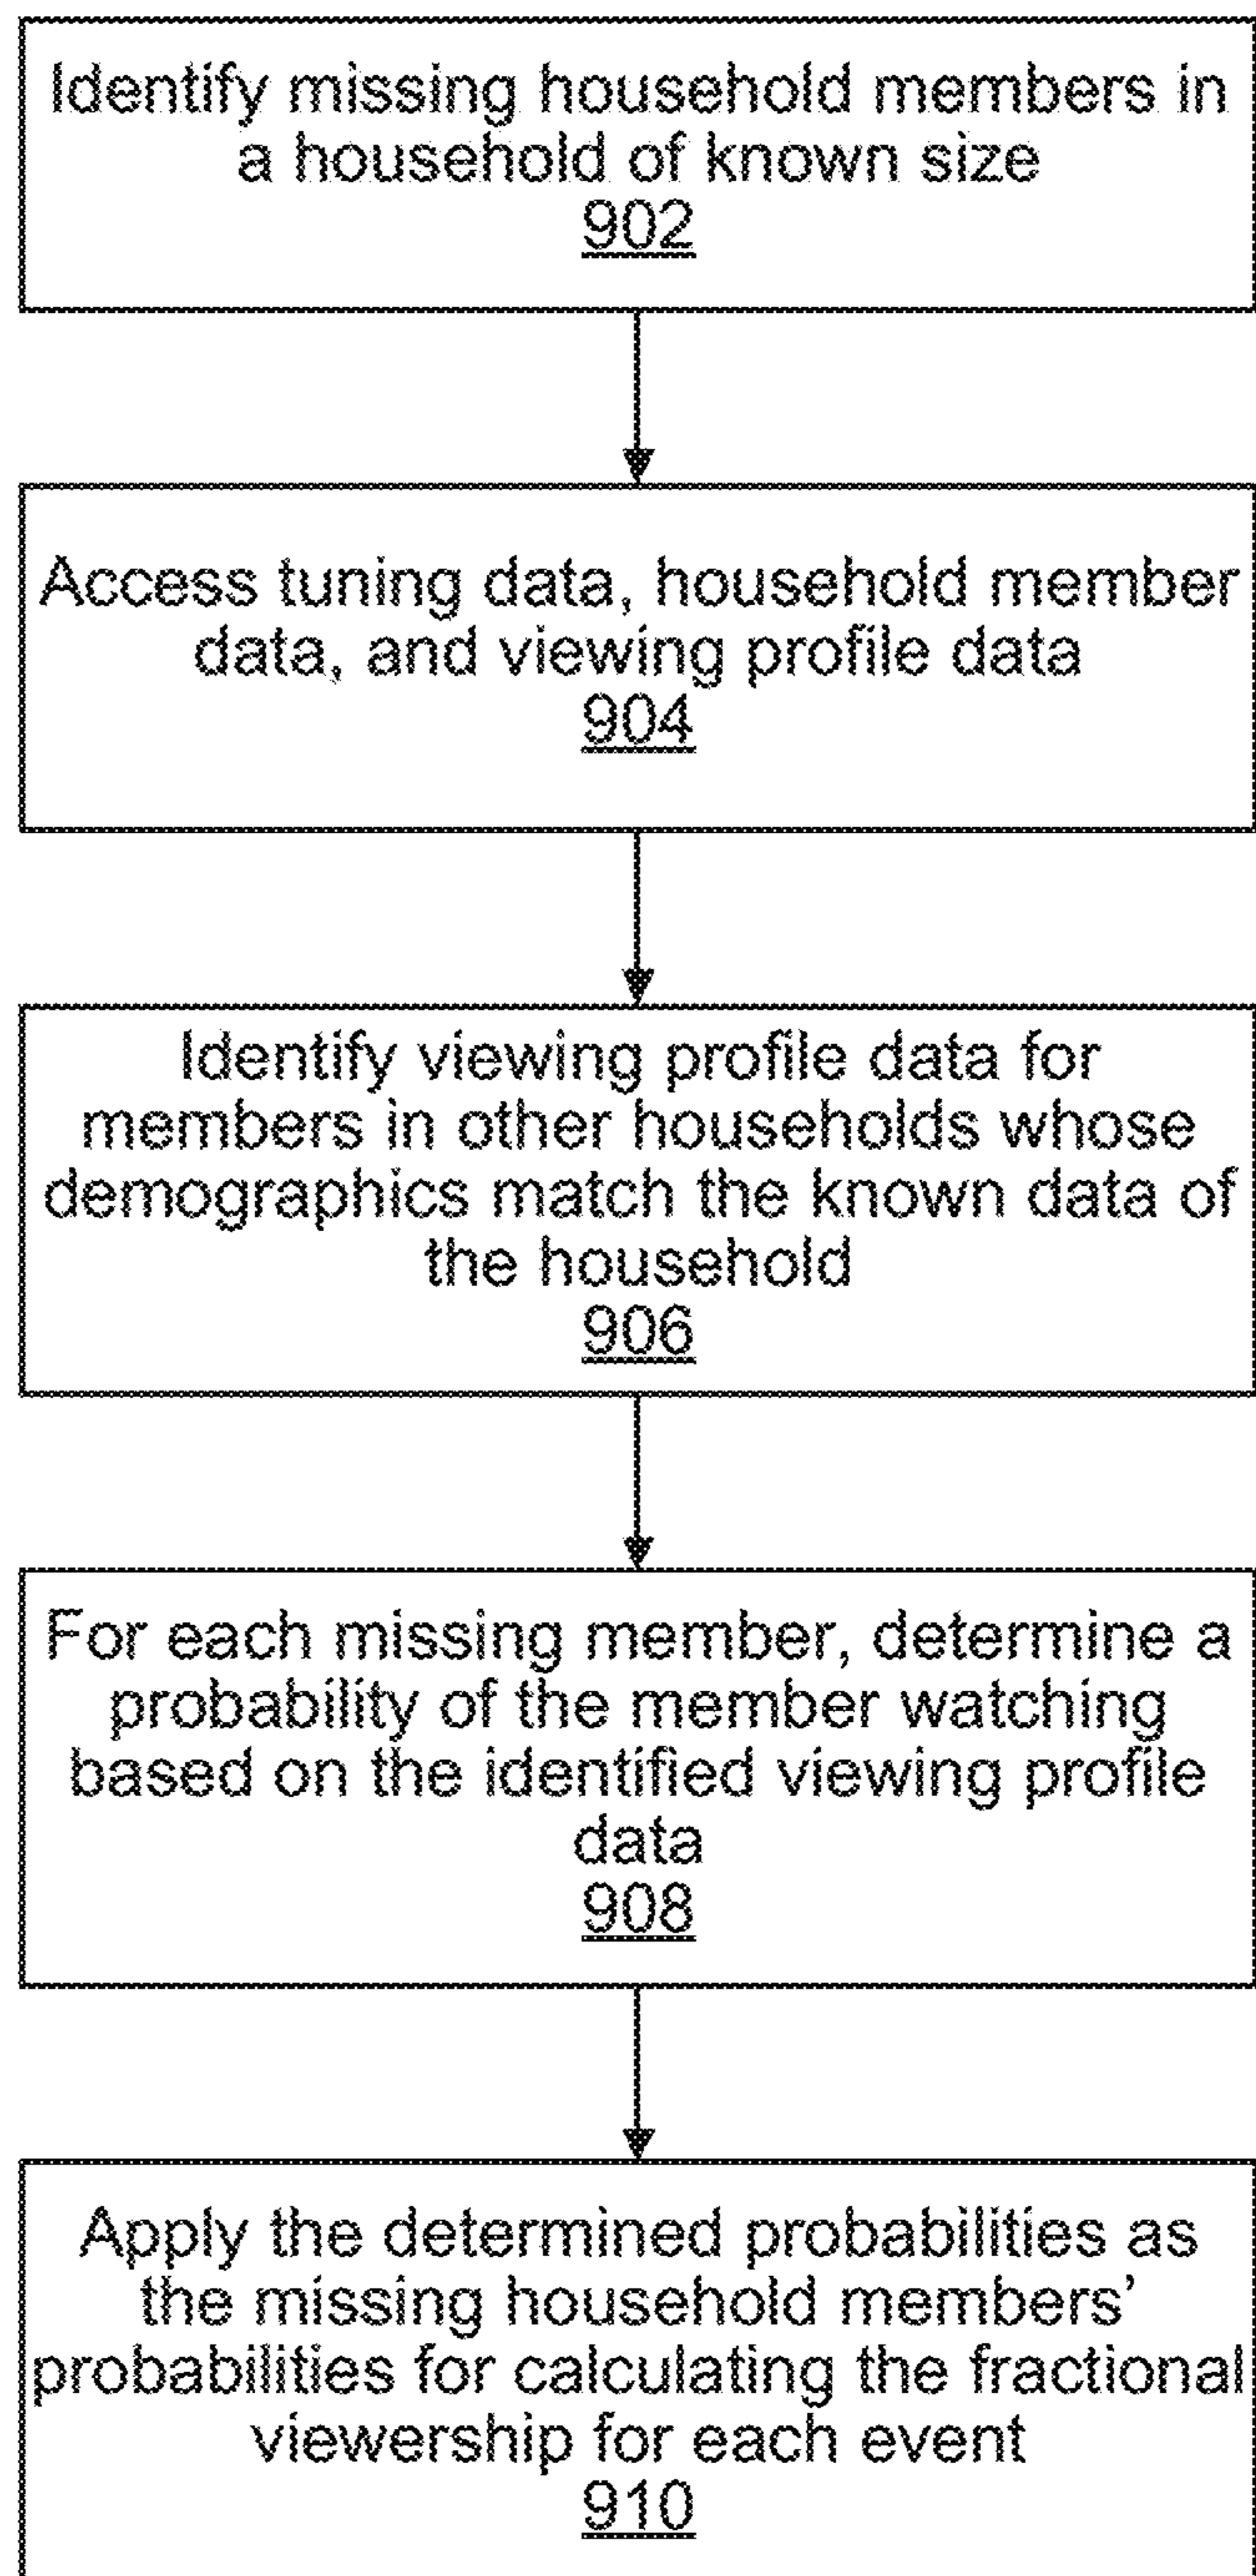 Identify missing household members in
a household of known size
902
Access tuning data, household member
data, and viewing profile data
904
Identify viewing profile data for
members in other households whose
demographics match the known data of
the household
906
For each missing member, determine a
probability of the member watching
based on the identified viewing profile
data
908
Apply the determined probabilities as
the missing household members’
probabilities for calculating the fractional
viewership for each event
910